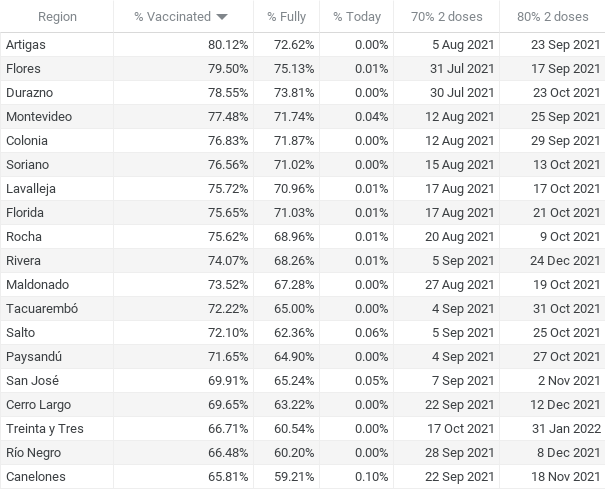 Region % Vaccinated % Fully % Today 70% 2 doses 80% 2 doses
Artigas 80.12% 72.62% 0.00% 5 Aug 2021 23 Sep 2021
Flores 79.50% 75.13% 0.01% 31 Jul 2021 17 Sep 2021
Durazno 78.55% 73.81% 0.00% 30 Jul 2021 23 Oct 2021
Montevideo 77.48% 71.74% 0.04% 12 Aug 2021 25 Sep 2021
Colonia 76.83% 71.87% 0.00% 12 Aug 2021 29 Sep 2021
Soriano 76.56% 71.02% 0.00% 15 Aug 2021 13 Oct 2021
Lavalleja 75.72% 70.96% 0.01% 17 Aug 2021 17 Oct 2021
Florida 75.65% 71.03% 0.01% 17 Aug 2021 21 Oct 2021
Rocha 75.62% 68.96% 0.01% 20 Aug 2021 9 Oct 2021
Rivera 74.07% 68.26% 0.01% 5 Sep 2021 24 Dec 2021
Maldonado 73.52% 67.28% 0.00% 27 Aug 2021 19 Oct 2021
Tacuarembó 72.22% 65.00% 0.00% 4 Sep 2021 31 Oct 2021
Salto 72.10% 62.36% 0.06% 5 Sep 2021 25 Oct 2021
Paysandú 71.65% 64.90% 0.00% 4 Sep 2021 27 Oct 2021
San José 69.91% 65.24% 0.05% 7 Sep 2021 2 Nov 2021
Cerro Largo 69.65% 63.22% 0.00% 22 Sep 2021 12 Dec 2021
Treinta y Tres 66.71% 60.54% 0.00% 17 Oct 2021 31 Jan 2022
Río Negro 66.48% 60.20% 0.00% 28 Sep 2021 8 Dec 2021
Canelones 65.81% 59.21% 0.10% 22 Sep 2021 18 Nov 2021